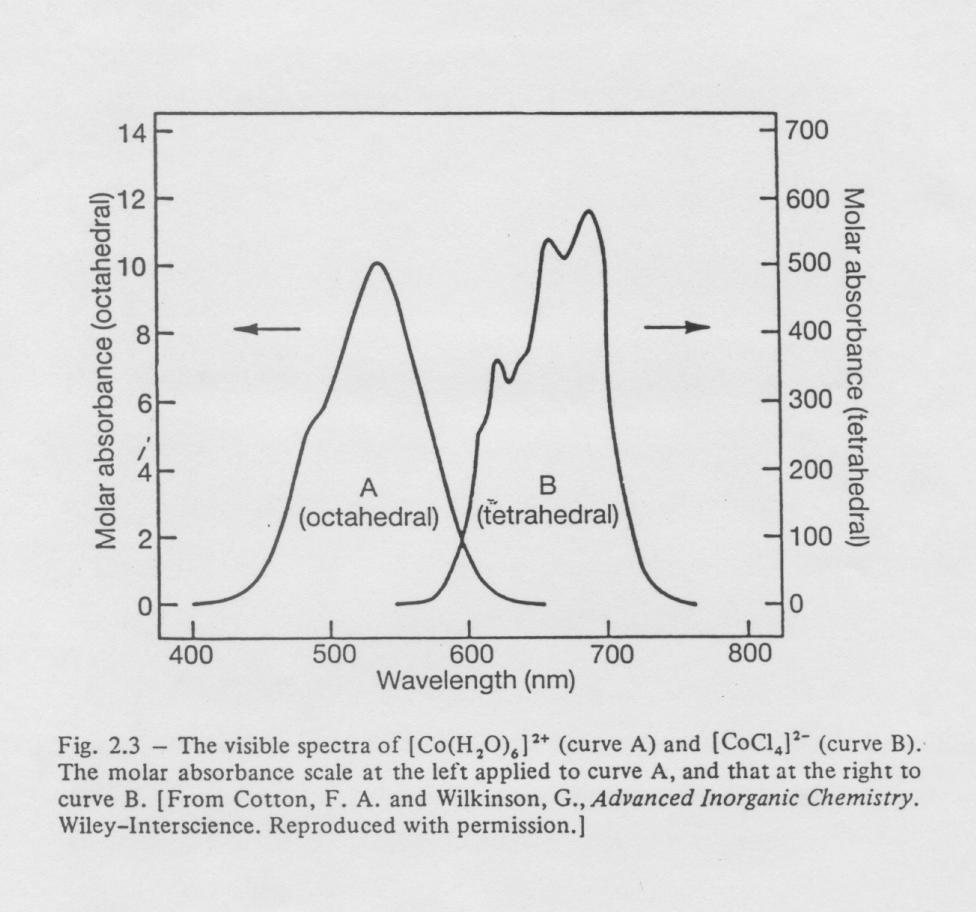 14
12
10
8
6
4
2
0
Molar absorbance (octahedral)
700
600
500
400
300
200
100
0
Molar absorbance (tetrahedral)
A
(octahedral)
B
(tetrahedral)
400 500 600 700 800
Wavelength (nm)
Fig. 2.3 – The visible spectra of [Co(H₂O)₆]²⁺ (curve A) and [CoCl₄]²⁻ (curve B).
The molar absorbance scale at the left applied to curve A, and that at the right to
curve B. [From Cotton, F. A. and Wilkinson, G., Advanced Inorganic Chemistry.
Wiley–Interscience. Reproduced with permission.]